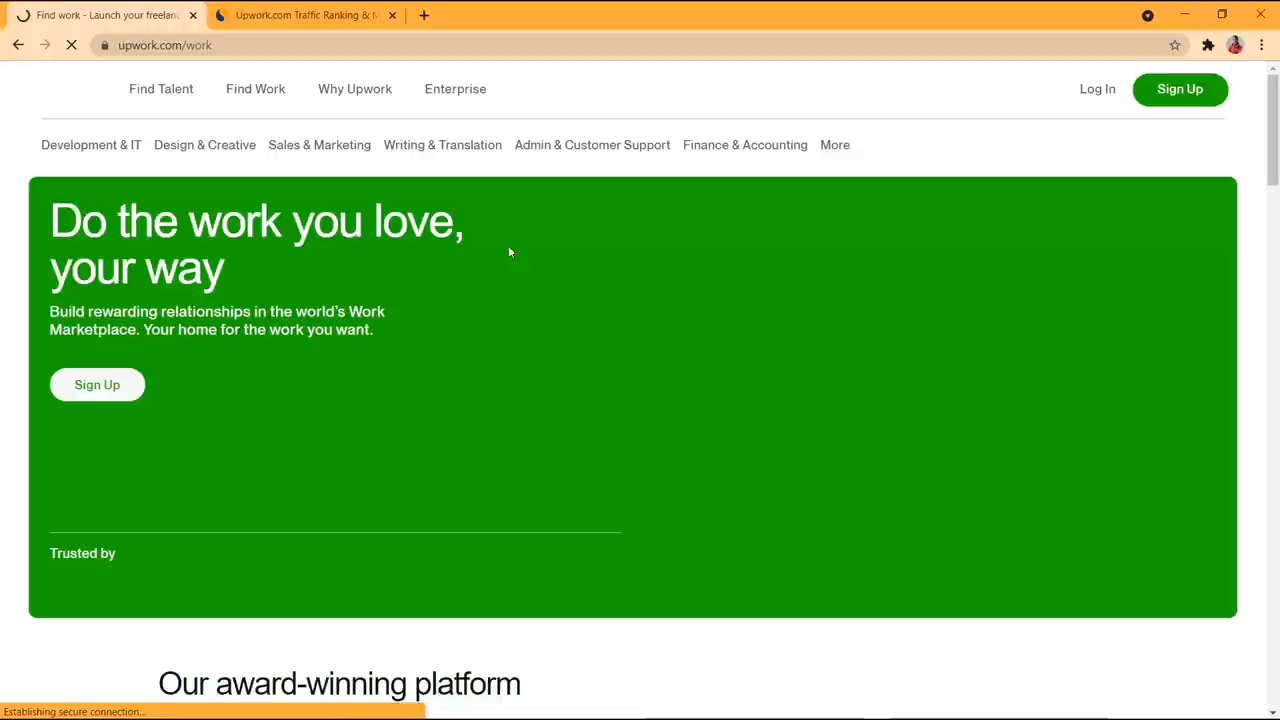 Find work - Launch your freelanc
Upwork.com Traffic Ranking & M
upwork.com/work
Find Talent Find Work Why Upwork Enterprise Log In Sign Up
Development & IT Design & Creative Sales & Marketing Writing & Translation Admin & Customer Support Finance & Accounting More
Do the work you love,
your way
Build rewarding relationships in the world's Work
Marketplace. Your home for the work you want.
Sign Up
Trusted by
Our award-winning platform
Establishing secure connection...